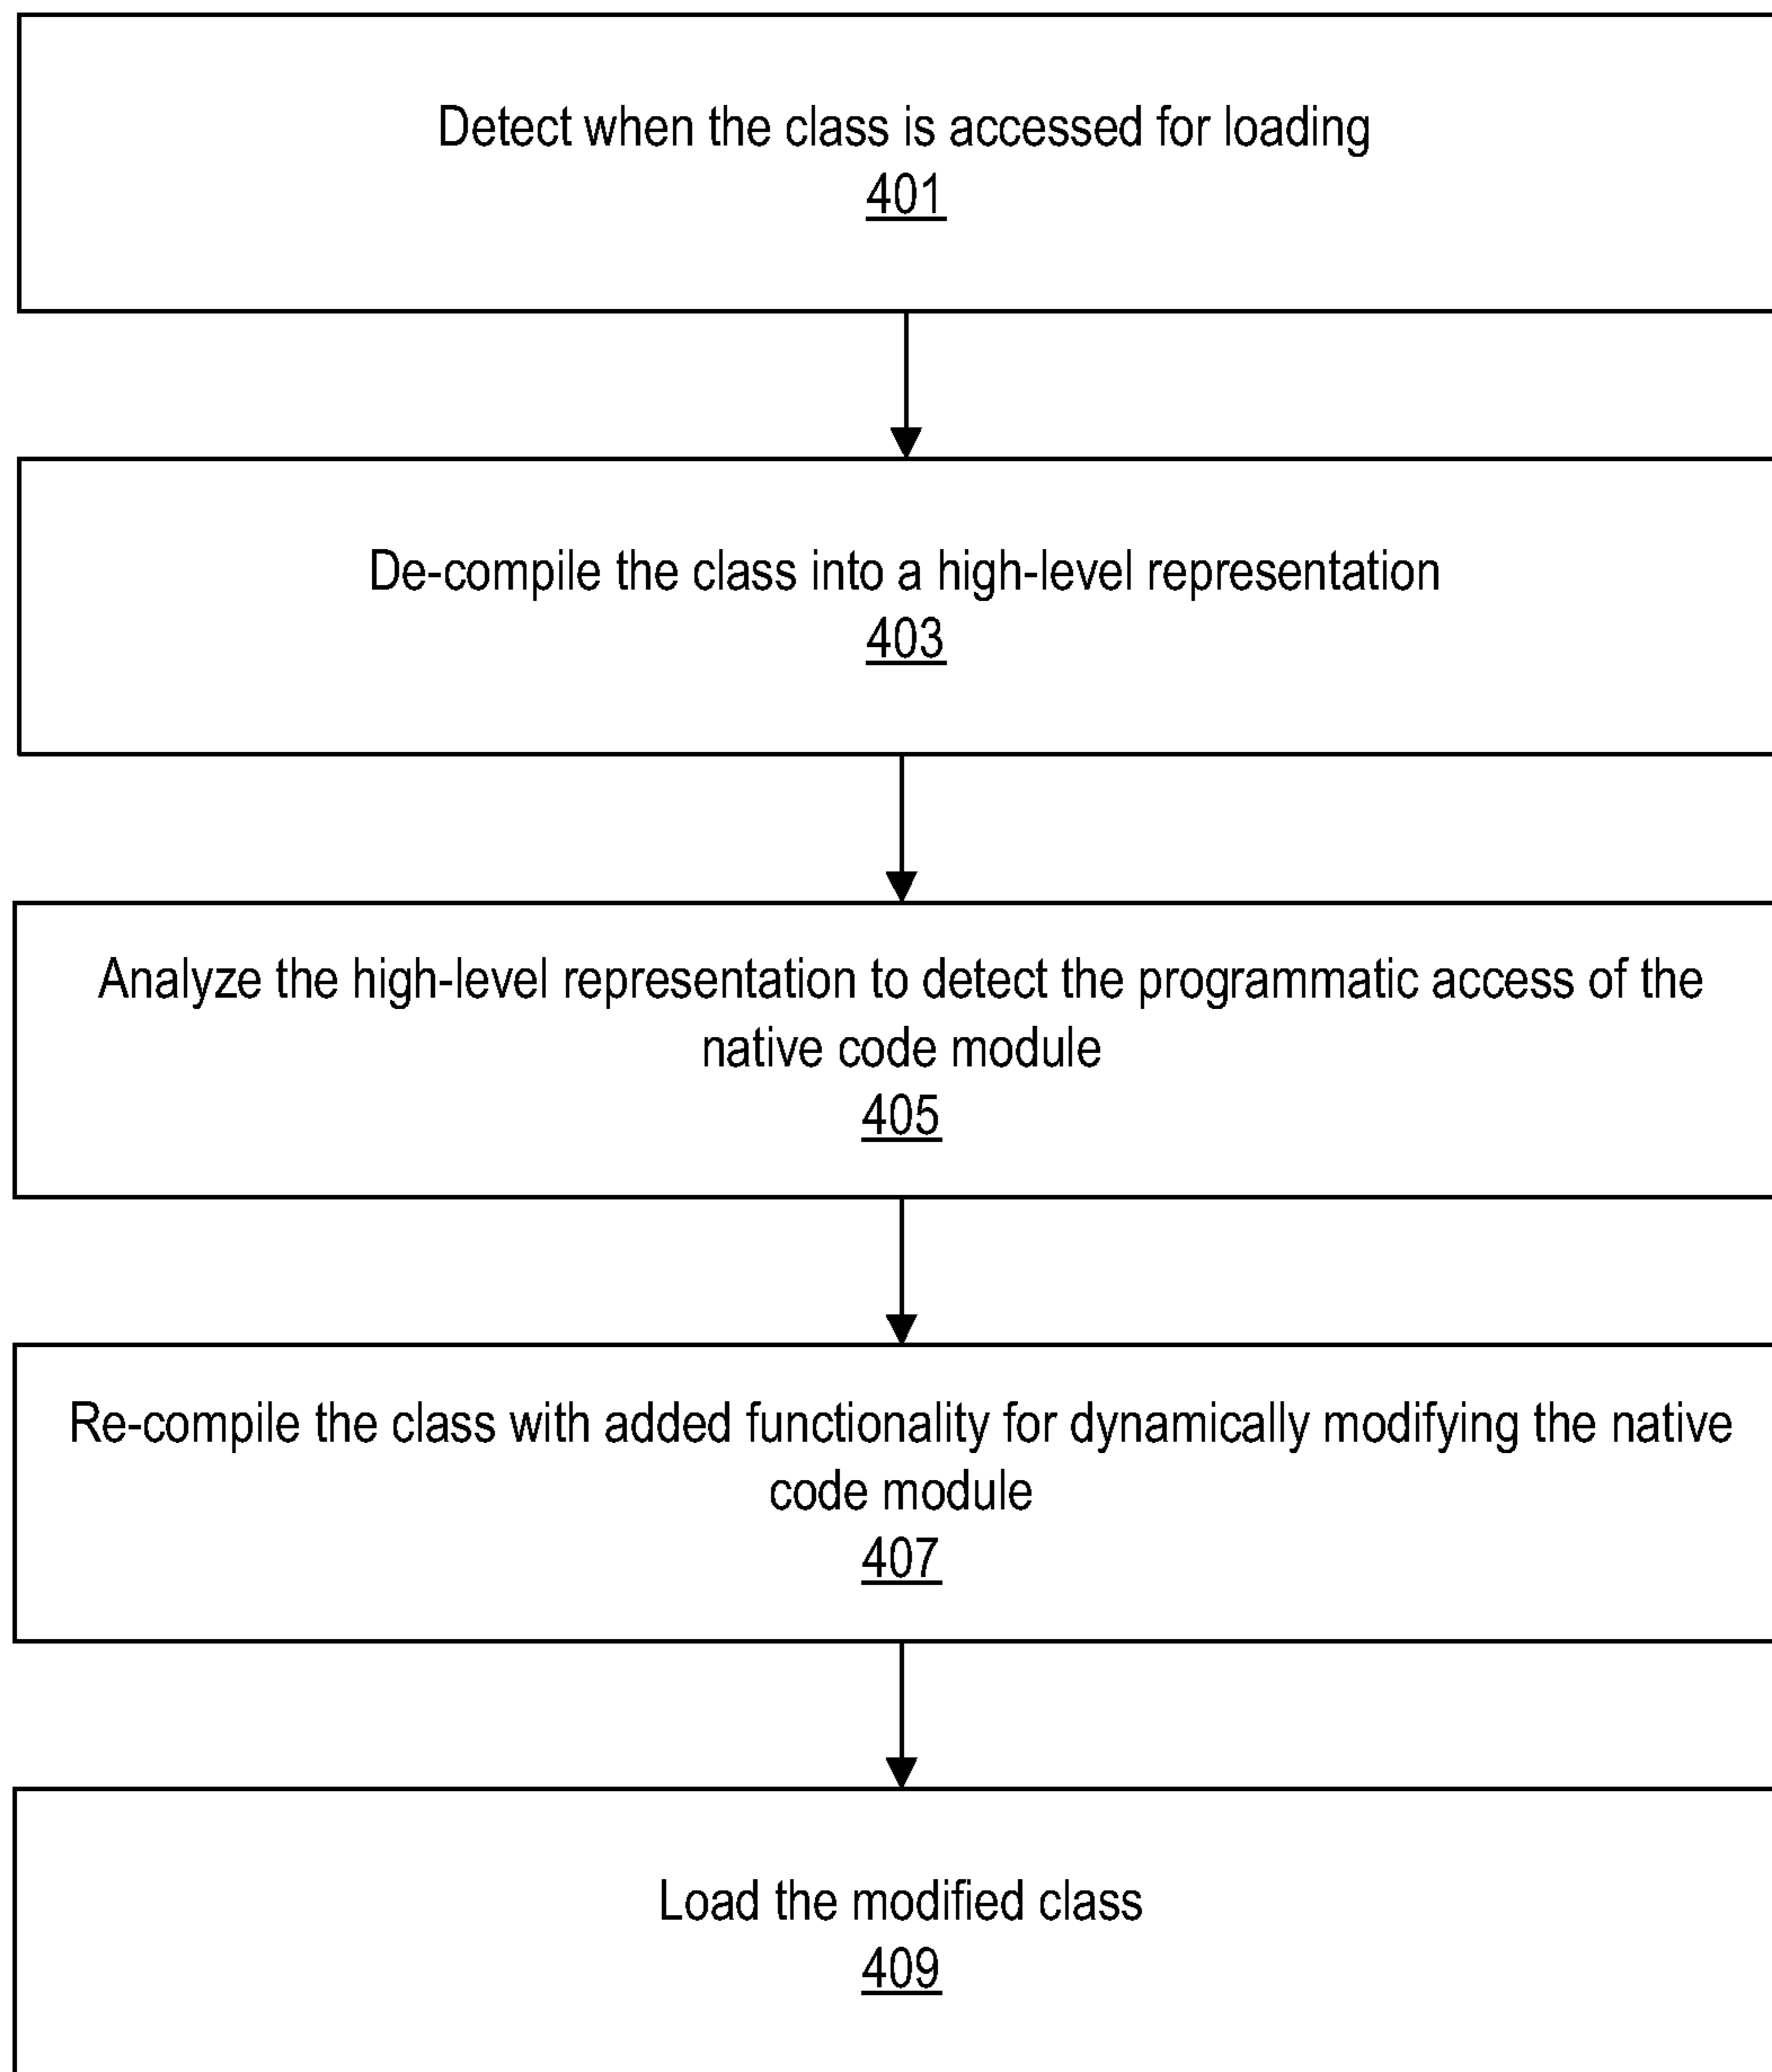 Detect when the class is accessed for loading
401
De-compile the class into a high-level representation
403
Analyze the high-level representation to detect the programmatic access of the
native code module
405
Re-compile the class with added functionality for dynamically modifying the native
code module
407
Load the modified class
409